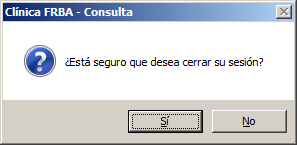 Clínica FRBA - Consulta
¿Está seguro que desea cerrar su sesión?
Sí
No